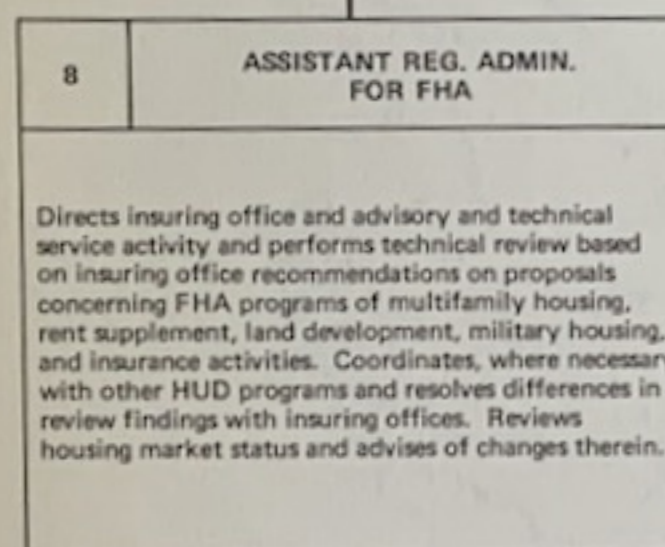 8
ASSISTANT REG. ADMIN.
FOR FHA
Directs insuring office and advisory and technical
service activity and performs technical review based
on insuring office recommendations on proposals
concerning FHA programs of multifamily housing,
rent supplement, land development, military housing,
and insurance activities. Coordinates, where necessar
with other HUD programs and resolves differences in
review findings with insuring offices. Reviews
housing market status and advises of changes therein.